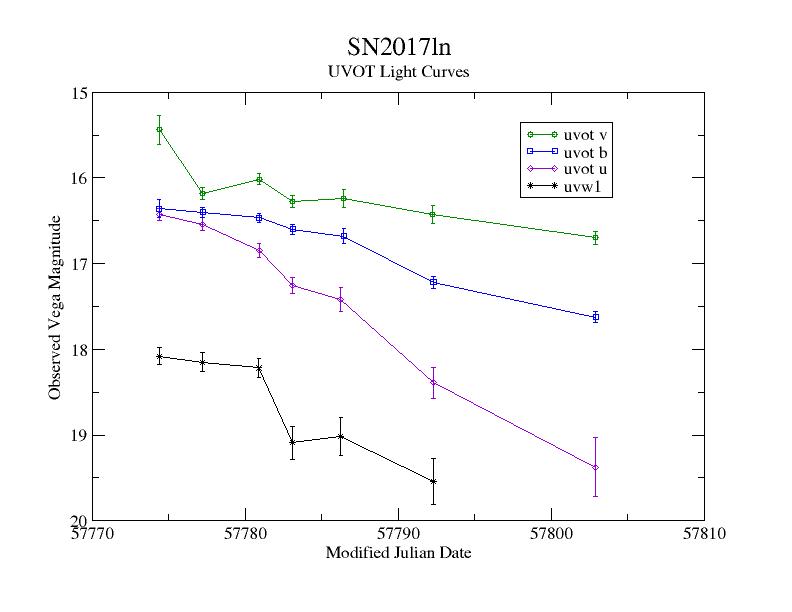 SN2017ln
UVOT Light Curves
uvot v
uvot b
uvot u
uvw1
15
16
17
18
19
20
Observed Vega Magnitude
57770 57780 57790 57800 57810
Modified Julian Date